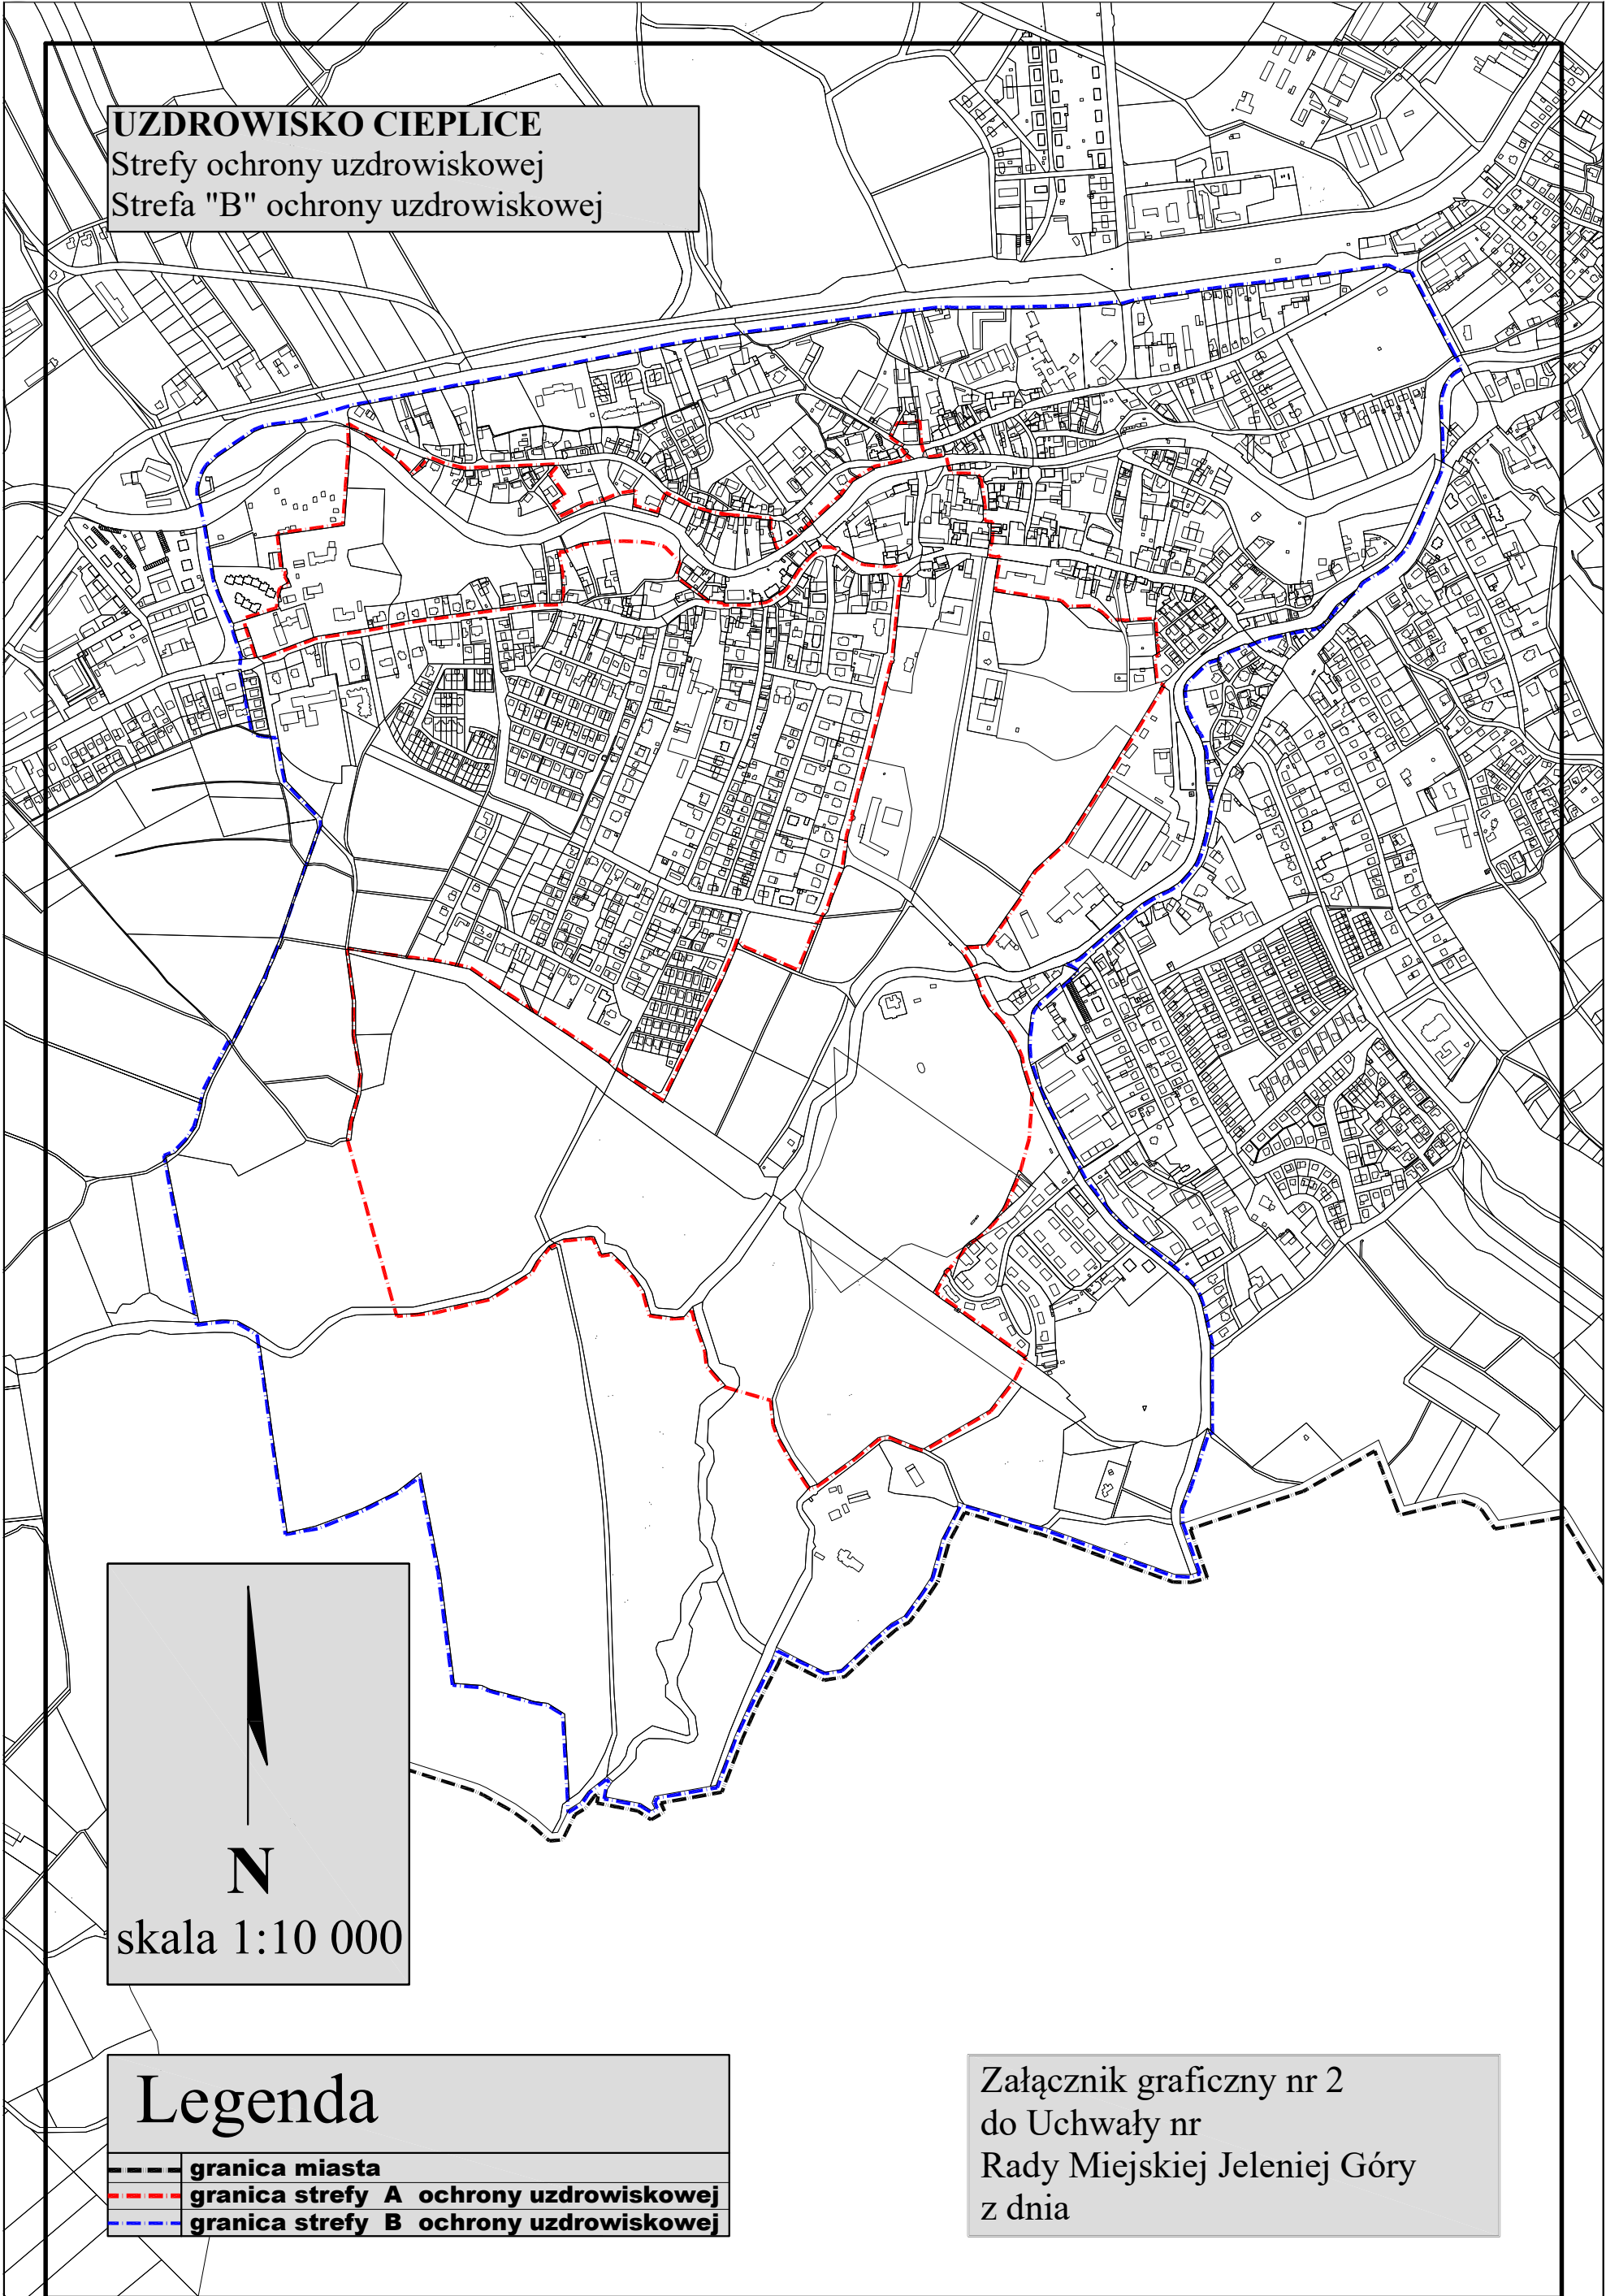 UZDROWISKO CIEPLICE
Strefy ochrony uzdrowiskowej
Strefa "B" ochrony uzdrowiskowej
N
skala 1:10 000
Legenda
granica miasta
granica strefy A ochrony uzdrowiskowej
granica strefy B ochrony uzdrowiskowej
Załącznik graficzny nr 2
do Uchwały nr
Rady Miejskiej Jeleniej Góry
z dnia